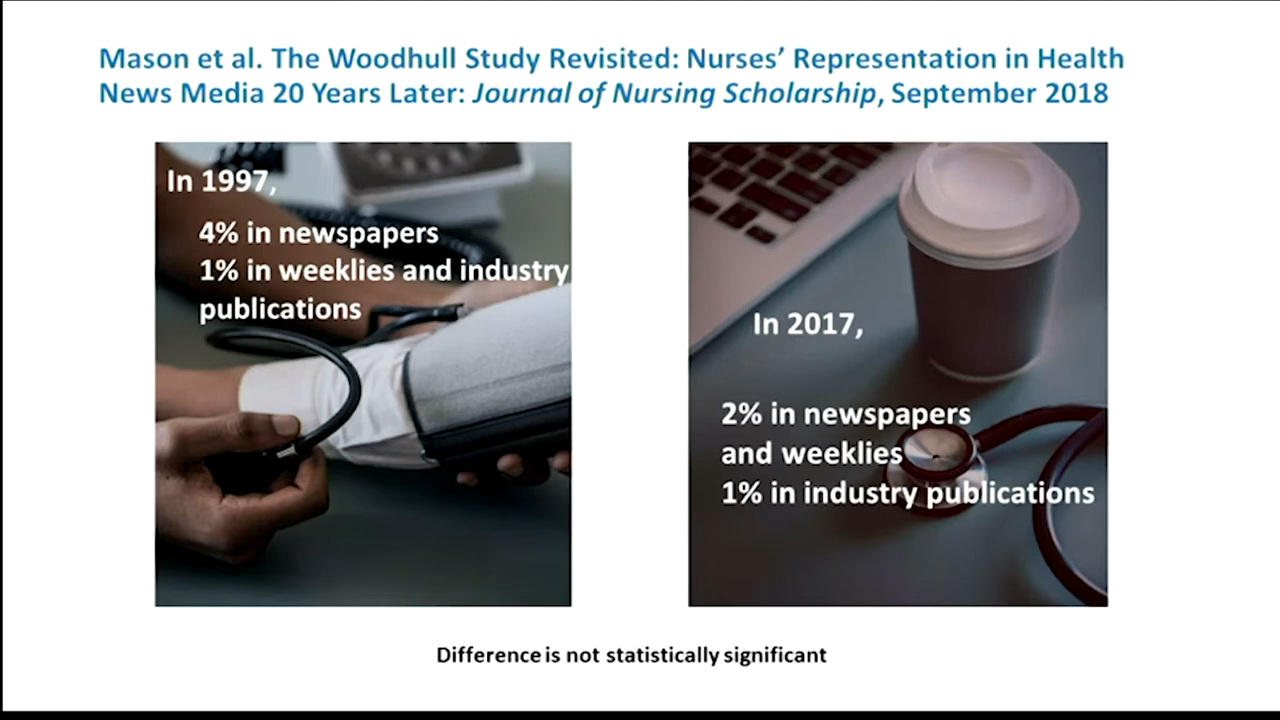 Mason et al. The Woodhull Study Revisited: Nurses’ Representation in Health
News Media 20 Years Later: Journal of Nursing Scholarship, September 2018
In 1997,
4% in newspapers
1% in weeklies and industry
publications
In 2017,
2% in newspapers
and weeklies
1% in industry publications
Difference is not statistically significant